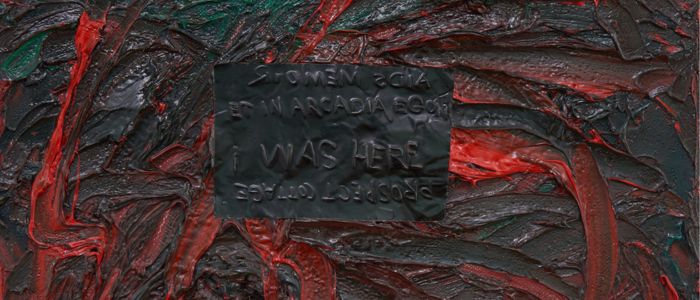 ET IN ARCADIA EGO
i WAS HERE
PROSPECT COTTAGE